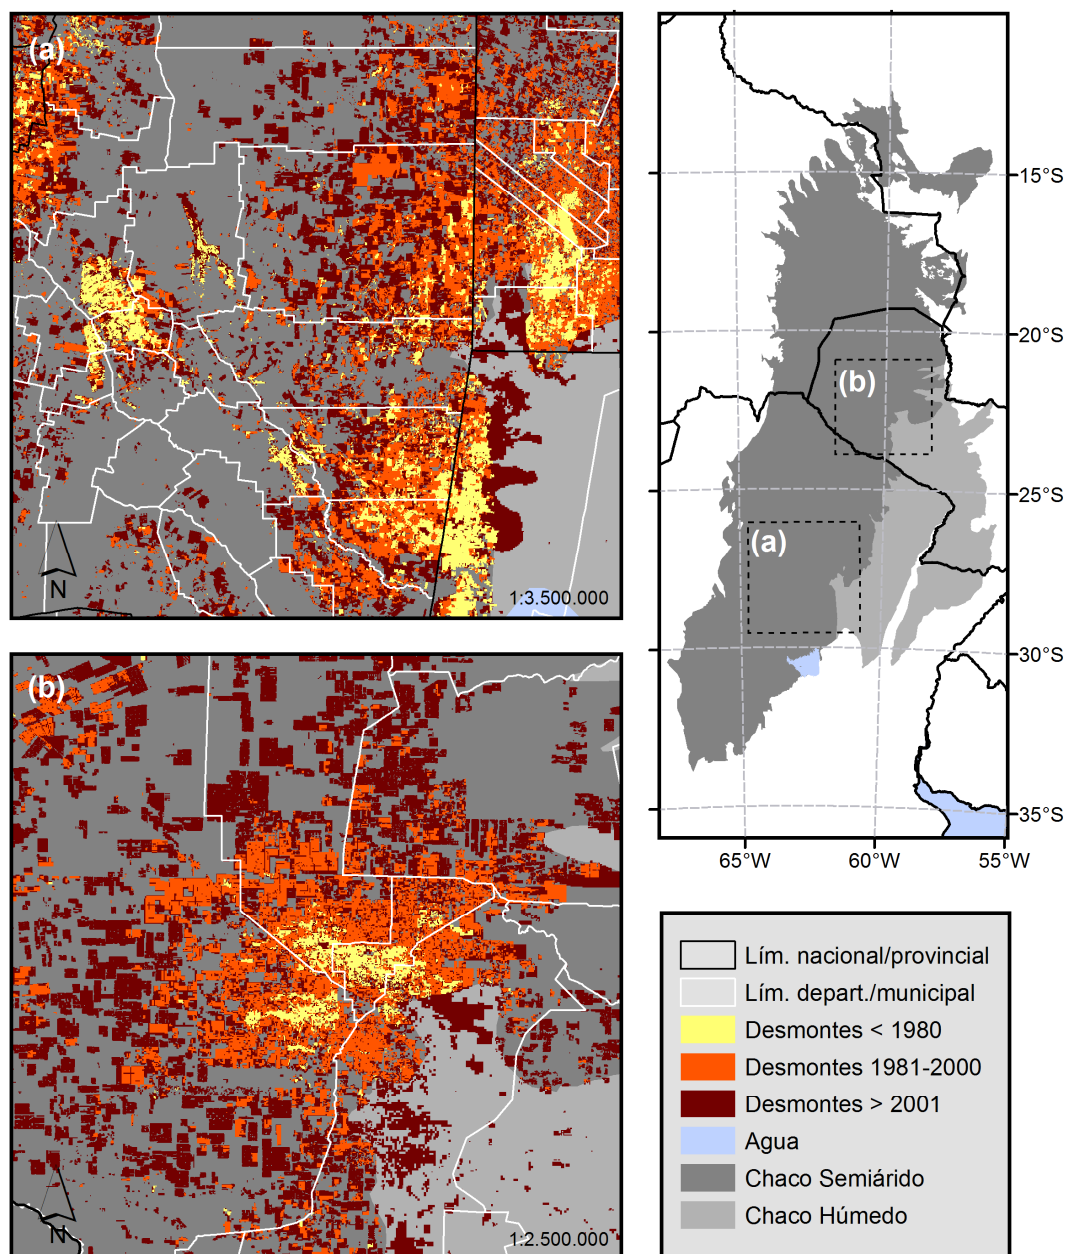 (a)
N
1:3.500.000
(b)
N
1:2.500.000
(b)
(a)
15°S
20°S
25°S
30°S
35°S
65°W
60°W
55°W
Lím. nacional/provincial
Lím. depart./municipal
Desmontes < 1980
Desmontes 1981-2000
Desmontes > 2001
Agua
Chaco Semiárido
Chaco Húmedo